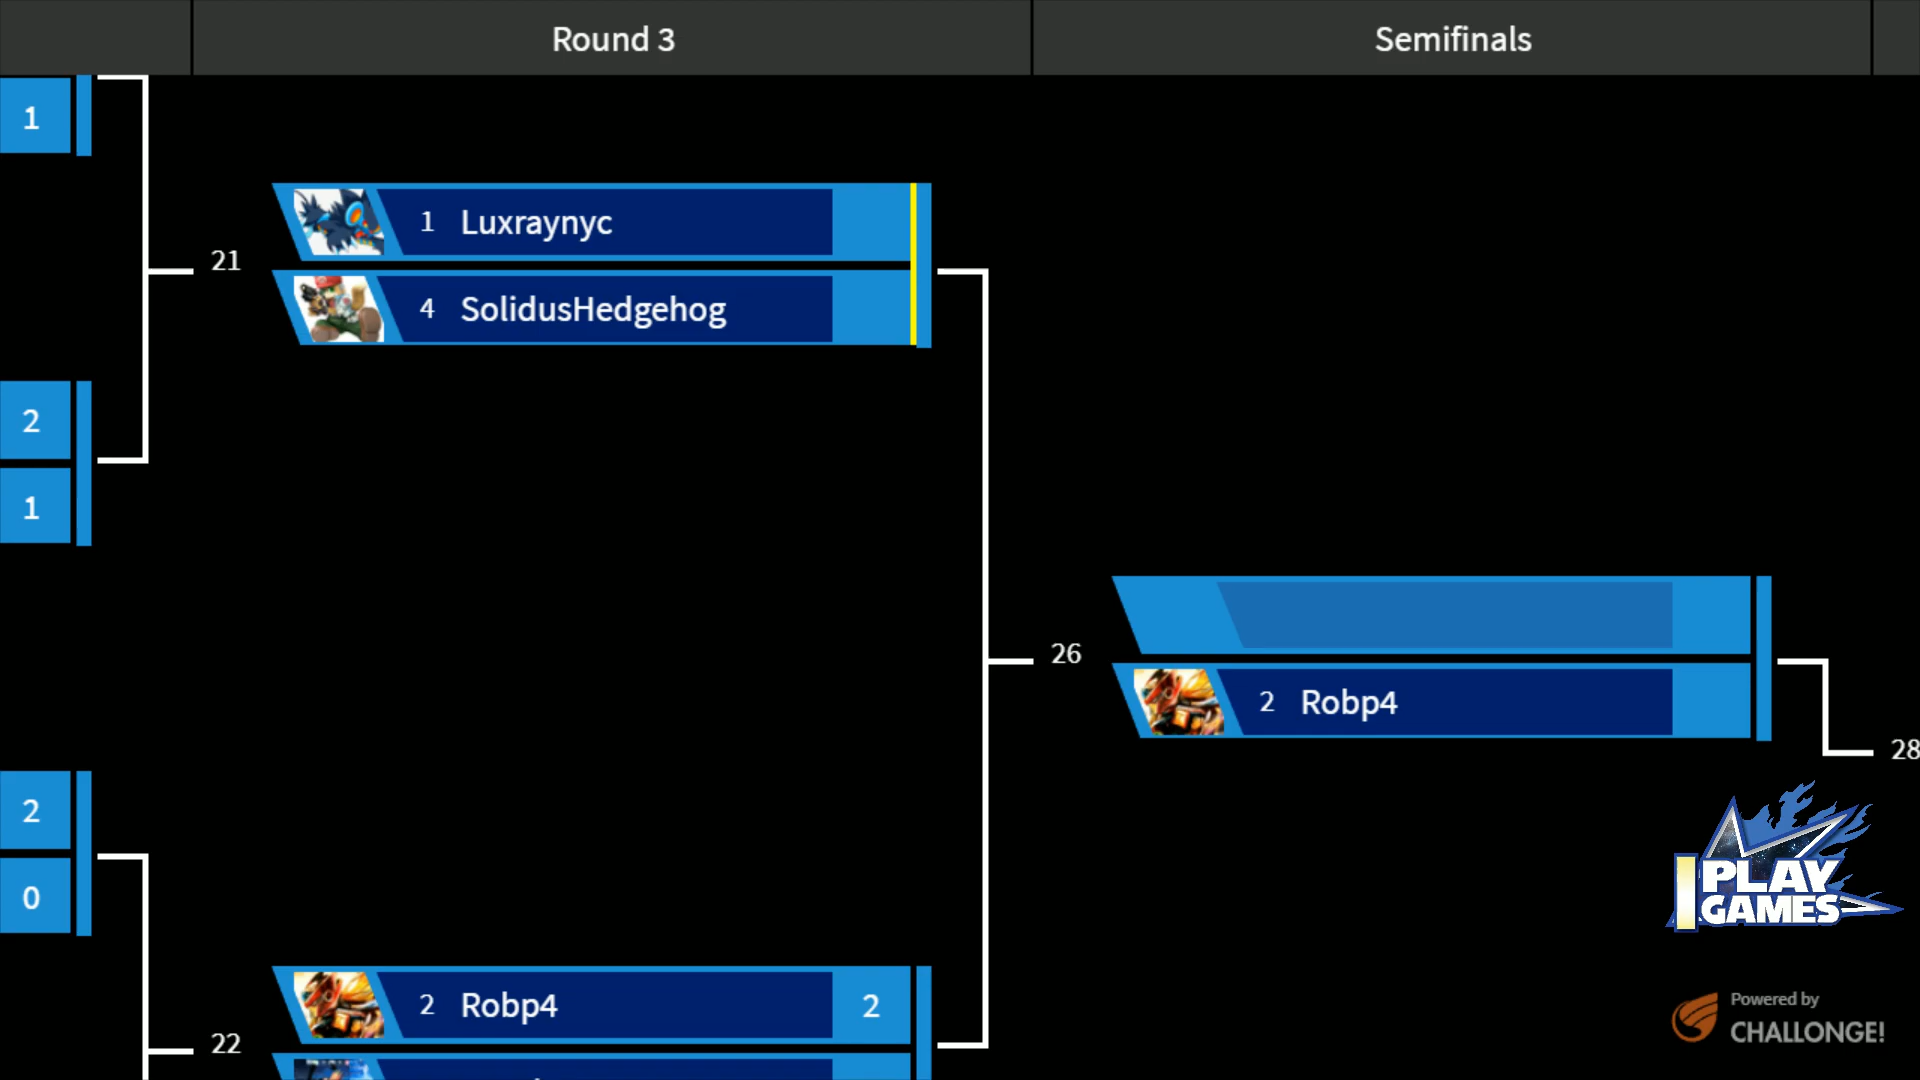 Round 3
Semifinals
1
1 Luxraynyc
21
4 SolidusHedgehog
2
1
26
2 Robp4
28
2
0
PLAY
GAMES
2 Robp4 2
22
Powered by
CHALLONGE!